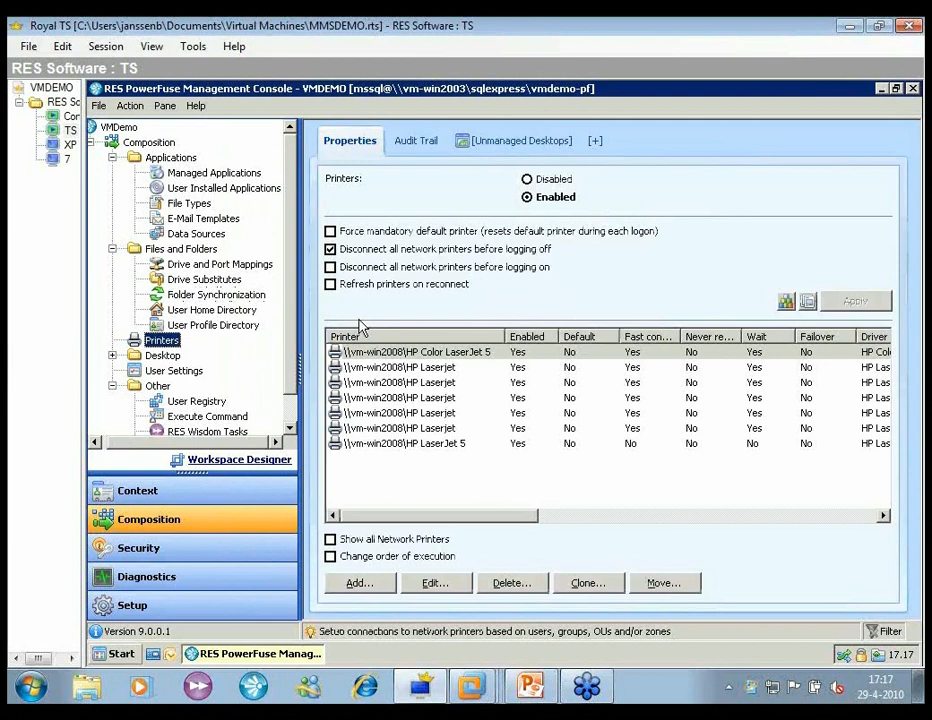 Royal TS [C:\Users\janssenb\Documents\Virtual Machines\MMSDEMO.rts] - RES Software : TS
File Edit Session View Tools Help
RES Software : TS
VMDEMO
RES Sc
Cor
TS
XP
7
RES PowerFuse Management Console - VMDEMO [mssql@\\vm-win2003\sqlexpress\vmdemo-pf]
File Action Pane Help
VMDemo
Composition
Applications
Managed Applications
User Installed Applications
File Types
E-Mail Templates
Data Sources
Files and Folders
Drive and Port Mappings
Drive Substitutes
Folder Synchronization
User Home Directory
User Profile Directory
Printers
Desktop
User Settings
Other
User Registry
Execute Command
RES Wisdom Tasks
Workspace Designer
Context
Composition
Security
Diagnostics
Setup
Version 9.0.0.1
Properties Audit Trail [Unmanaged Desktops] [+]
Printers: Disabled
Enabled
Force mandatory default printer (resets default printer during each logon)
Disconnect all network printers before logging off
Disconnect all network printers before logging on
Refresh printers on reconnect
Apply
Printer Enabled Default Fast con... Never re... Wait Failover Driver
\\vm-win2008\HP Color LaserJet 5 Yes No Yes No Yes No HP Col
\\vm-win2008\HP Laserjet Yes No Yes No Yes No HP Las
\\vm-win2008\HP Laserjet Yes No Yes No Yes No HP Las
\\vm-win2008\HP Laserjet Yes No Yes No Yes No HP Las
\\vm-win2008\HP Laserjet Yes No Yes No Yes No HP Las
\\vm-win2008\HP Laserjet Yes No Yes No Yes No HP Las
\\vm-win2008\HP LaserJet 5 Yes No No No No No HP Las
Show all Network Printers
Change order of execution
Add... Edit... Delete... Clone... Move...
Setup connections to network printers based on users, groups, OUs and/or zones
Filter
Start RES PowerFuse Manag... 17.17
17:17
29-4-2010